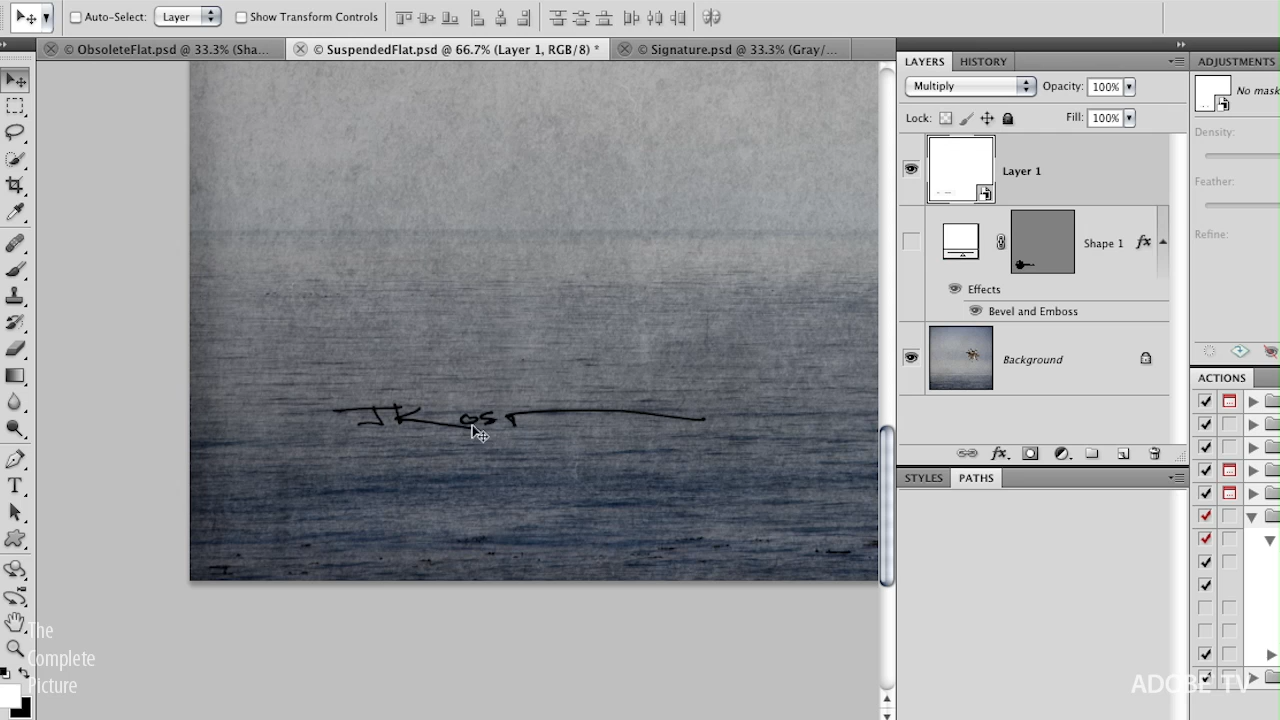 Auto-Select:
Layer
Show Transform Controls
ObsoleteFlat.psd @ 33.3% (Sha...
© SuspendedFlat.psd @ 66.7% (Layer 1, RGB/8) *
© Signature.psd @ 33.3% (Gray/...
LAYERS
HISTORY
Multiply
Opacity: 100%
Lock:
Fill: 100%
Layer 1
Shape 1
fx
Effects
Bevel and Emboss
Background
fx.
STYLES
PATHS
ADJUSTMENTS
No mask
Density:
Feather:
Refine:
ACTIONS
T
The
Complete
Picture
ADOBE TV